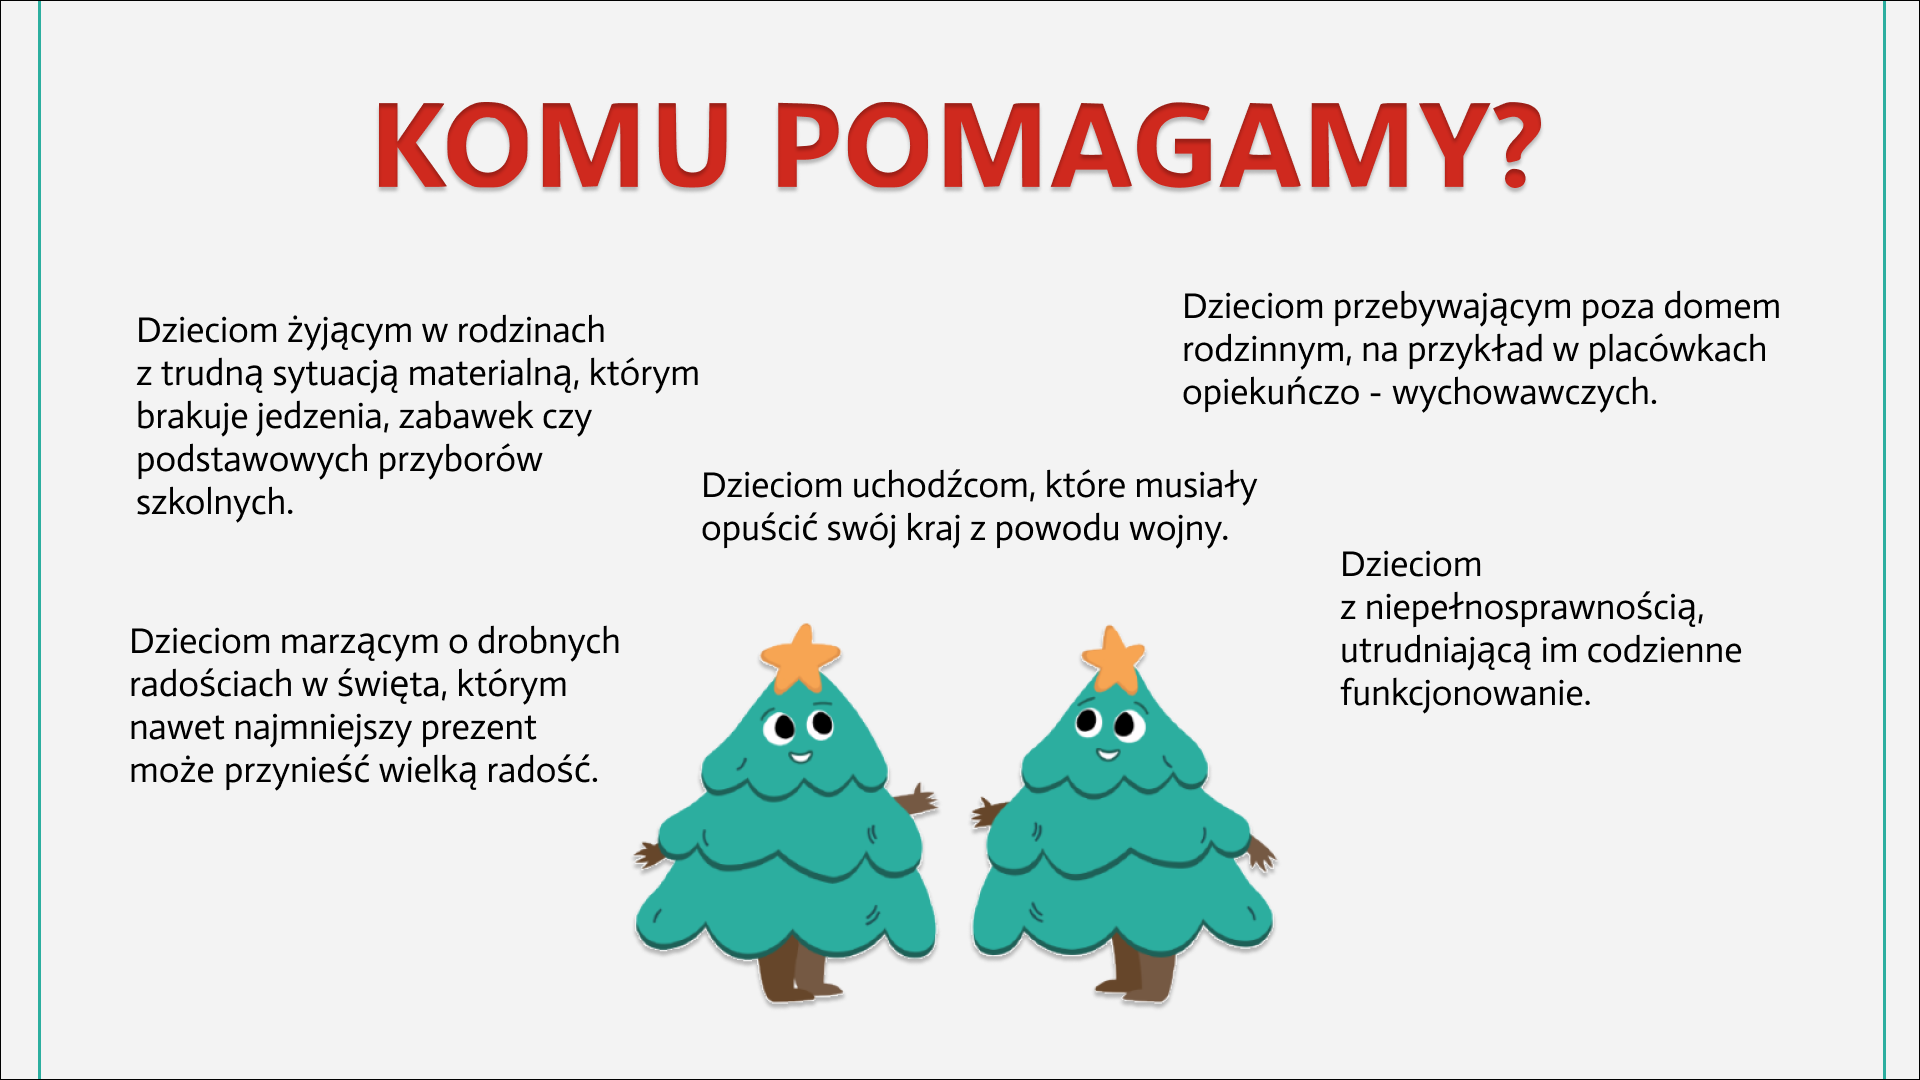 KOMU POMAGAMY?
Dzieciom żyjącym w rodzinach
z trudną sytuacją materialną, którym
brakuje jedzenia, zabawek czy
podstawowych przyborów
szkolnych.
Dzieciom przebywającym poza domem
rodzinnym, na przykład w placówkach
opiekuńczo - wychowawczych.
Dzieciom uchodźcom, które musiały
opuścić swój kraj z powodu wojny.
Dzieciom
z niepełnosprawnością,
utrudniającą im codzienne
funkcjonowanie.
Dzieciom marzącym o drobnych
radościach w święta, którym
nawet najmniejszy prezent
może przynieść wielką radość.